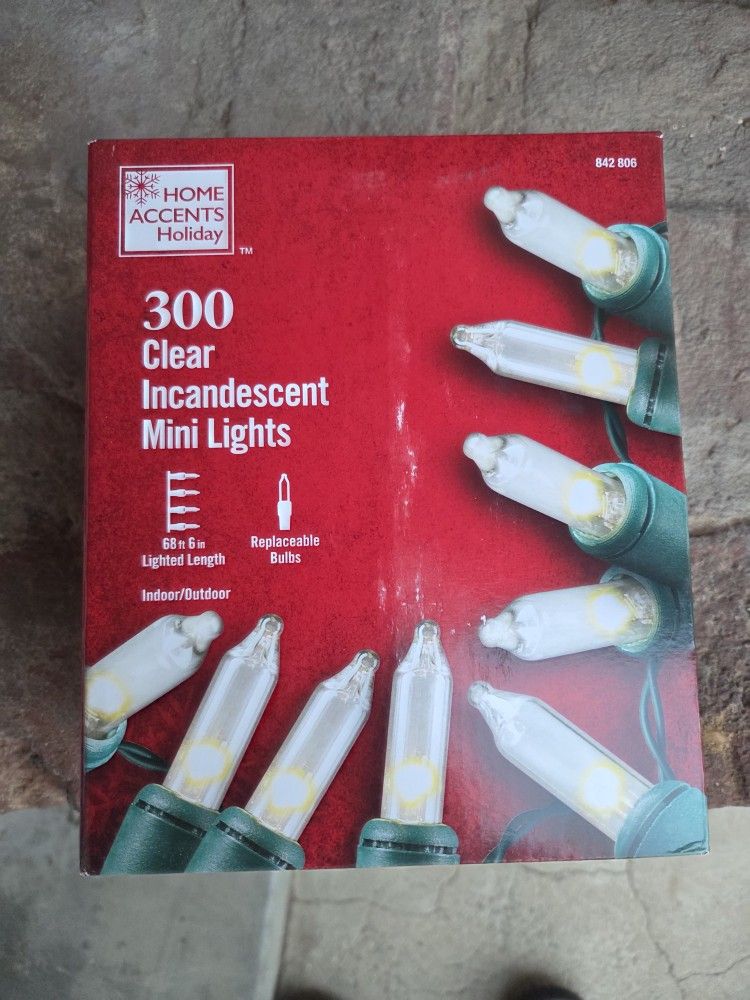 HOME
ACCENTS
Holiday
TM
842 806
300
Clear
Incandescent
Mini Lights
68 ft 6 in
Lighted Length
Replaceable
Bulbs
Indoor/Outdoor